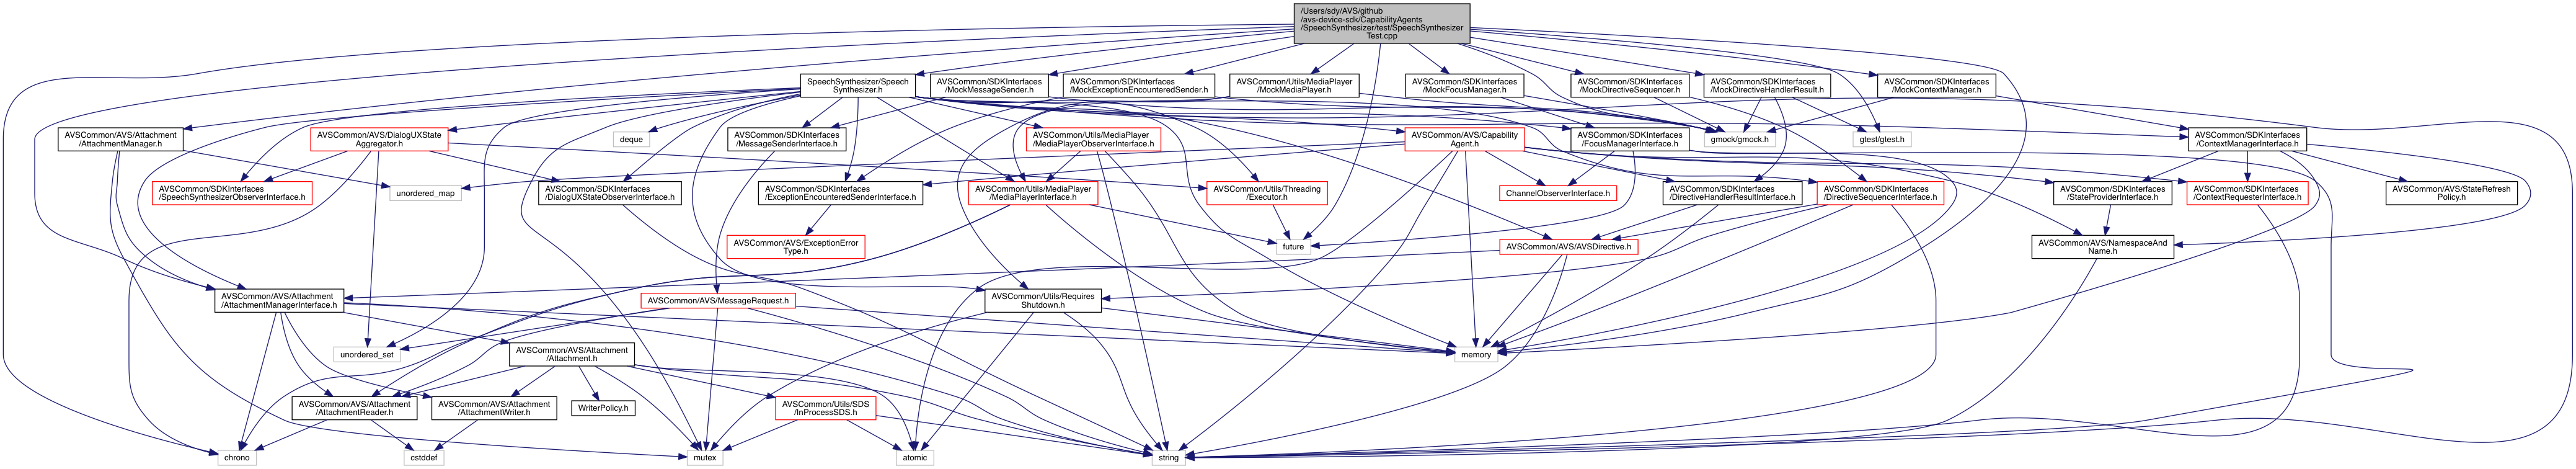 /Users/sdy/AVS/github
/avs-device-sdk/CapabilityAgents
/SpeechSynthesizer/test/SpeechSynthesizer
Test.cpp
SpeechSynthesizer/Speech
Synthesizer.h
AVSCommon/SDKInterfaces
/MockMessageSender.h
AVSCommon/SDKInterfaces
/MockExceptionEncounteredSender.h
AVSCommon/Utils/MediaPlayer
/MockMediaPlayer.h
AVSCommon/SDKInterfaces
/MockFocusManager.h
AVSCommon/SDKInterfaces
/MockDirectiveSequencer.h
AVSCommon/SDKInterfaces
/MockDirectiveHandlerResult.h
AVSCommon/SDKInterfaces
/MockContextManager.h
AVSCommon/AVS/Attachment
/AttachmentManager.h
AVSCommon/AVS/DialogUXState
Aggregator.h
deque
AVSCommon/SDKInterfaces
/MessageSenderInterface.h
AVSCommon/Utils/MediaPlayer
/MediaPlayerObserverInterface.h
AVSCommon/AVS/Capability
Agent.h
AVSCommon/SDKInterfaces
/FocusManagerInterface.h
gmock/gmock.h
gtest/gtest.h
AVSCommon/SDKInterfaces
/ContextManagerInterface.h
AVSCommon/SDKInterfaces
/SpeechSynthesizerObserverInterface.h
unordered_map
AVSCommon/SDKInterfaces
/DialogUXStateObserverInterface.h
AVSCommon/SDKInterfaces
/ExceptionEncounteredSenderInterface.h
AVSCommon/Utils/MediaPlayer
/MediaPlayerInterface.h
AVSCommon/Utils/Threading
/Executor.h
ChannelObserverInterface.h
AVSCommon/SDKInterfaces
/DirectiveHandlerResultInterface.h
AVSCommon/SDKInterfaces
/DirectiveSequencerInterface.h
AVSCommon/SDKInterfaces
/StateProviderInterface.h
AVSCommon/SDKInterfaces
/ContextRequesterInterface.h
AVSCommon/AVS/StateRefresh
Policy.h
AVSCommon/AVS/ExceptionError
Type.h
future
AVSCommon/AVS/AVSDirective.h
AVSCommon/AVS/NamespaceAnd
Name.h
AVSCommon/AVS/Attachment
/AttachmentManagerInterface.h
AVSCommon/AVS/MessageRequest.h
AVSCommon/Utils/Requires
Shutdown.h
unordered_set
AVSCommon/AVS/Attachment
/Attachment.h
memory
AVSCommon/AVS/Attachment
/AttachmentReader.h
AVSCommon/AVS/Attachment
/AttachmentWriter.h
WriterPolicy.h
AVSCommon/Utils/SDS
/InProcessSDS.h
chrono
cstddef
mutex
atomic
string